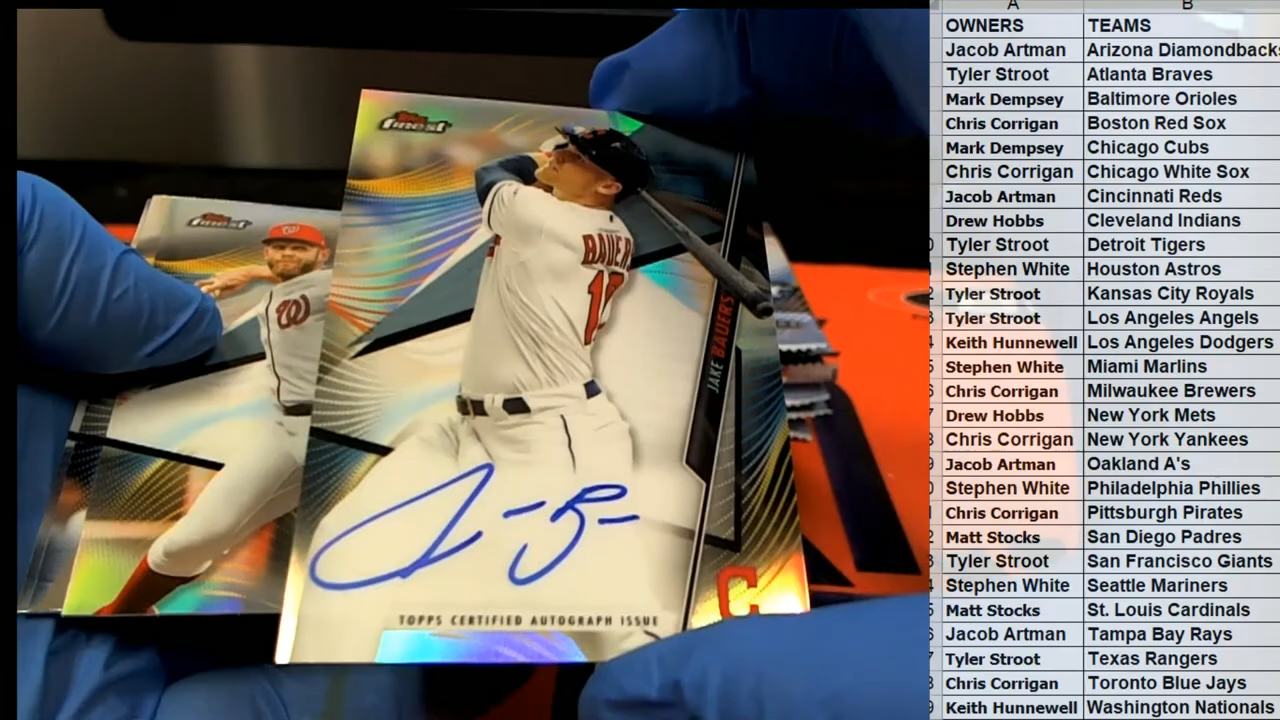 A B
OWNERS TEAMS
Jacob Artman Arizona Diamondbacks
Tyler Stroot Atlanta Braves
Mark Dempsey Baltimore Orioles
Chris Corrigan Boston Red Sox
Mark Dempsey Chicago Cubs
Chris Corrigan Chicago White Sox
Jacob Artman Cincinnati Reds
Drew Hobbs Cleveland Indians
Tyler Stroot Detroit Tigers
Stephen White Houston Astros
Tyler Stroot Kansas City Royals
Tyler Stroot Los Angeles Angels
Keith Hunnewell Los Angeles Dodgers
Stephen White Miami Marlins
Chris Corrigan Milwaukee Brewers
Drew Hobbs New York Mets
Chris Corrigan New York Yankees
Jacob Artman Oakland A's
Stephen White Philadelphia Phillies
Chris Corrigan Pittsburgh Pirates
Matt Stocks San Diego Padres
Tyler Stroot San Francisco Giants
Stephen White Seattle Mariners
Matt Stocks St. Louis Cardinals
Jacob Artman Tampa Bay Rays
Tyler Stroot Texas Rangers
Chris Corrigan Toronto Blue Jays
Keith Hunnewell Washington Nationals
Topps
finest
BAUER
JAKE BAUERS
TOPPS CERTIFIED AUTOGRAPH ISSUE
C
Topps
finest
W
W